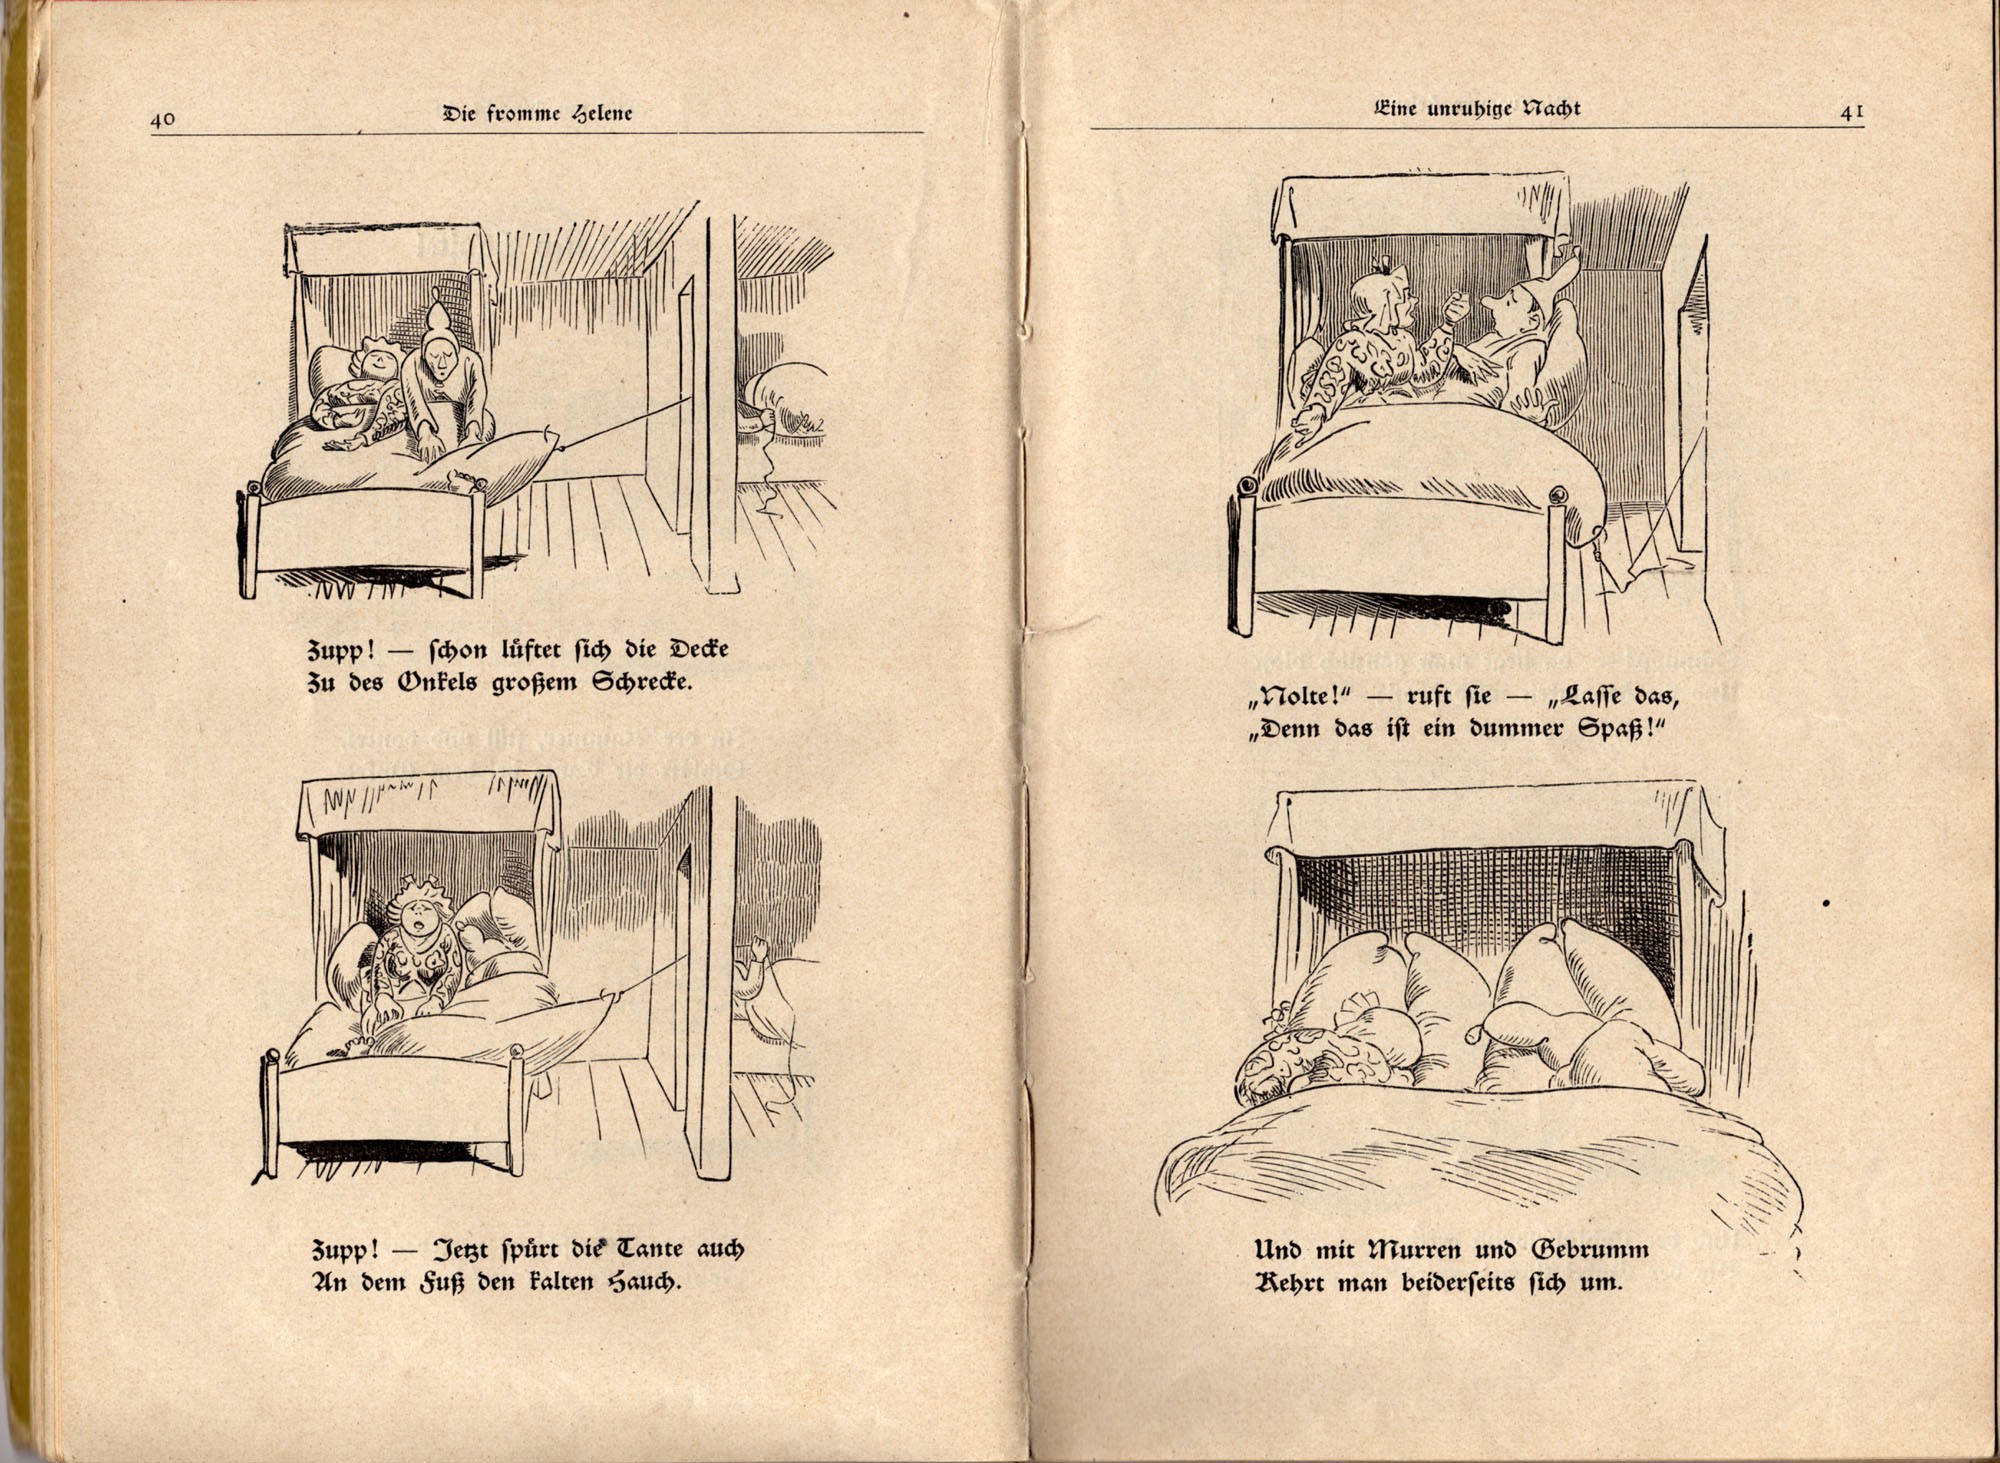 40
Die fromme Helene
Zupp! — schon lüftet sich die Decke
Zu des Onkels großem Schrecke.
Zupp! — Jetzt spürt die Tante auch
An dem Fuß den kalten Hauch.
Eine unruhige Nacht
41
„Nolte!“ — ruft sie — „Lasse das,
„Denn das ist ein dummer Spaß!“
Und mit Murren und Gebrumm
Kehrt man beiderseits sich um.